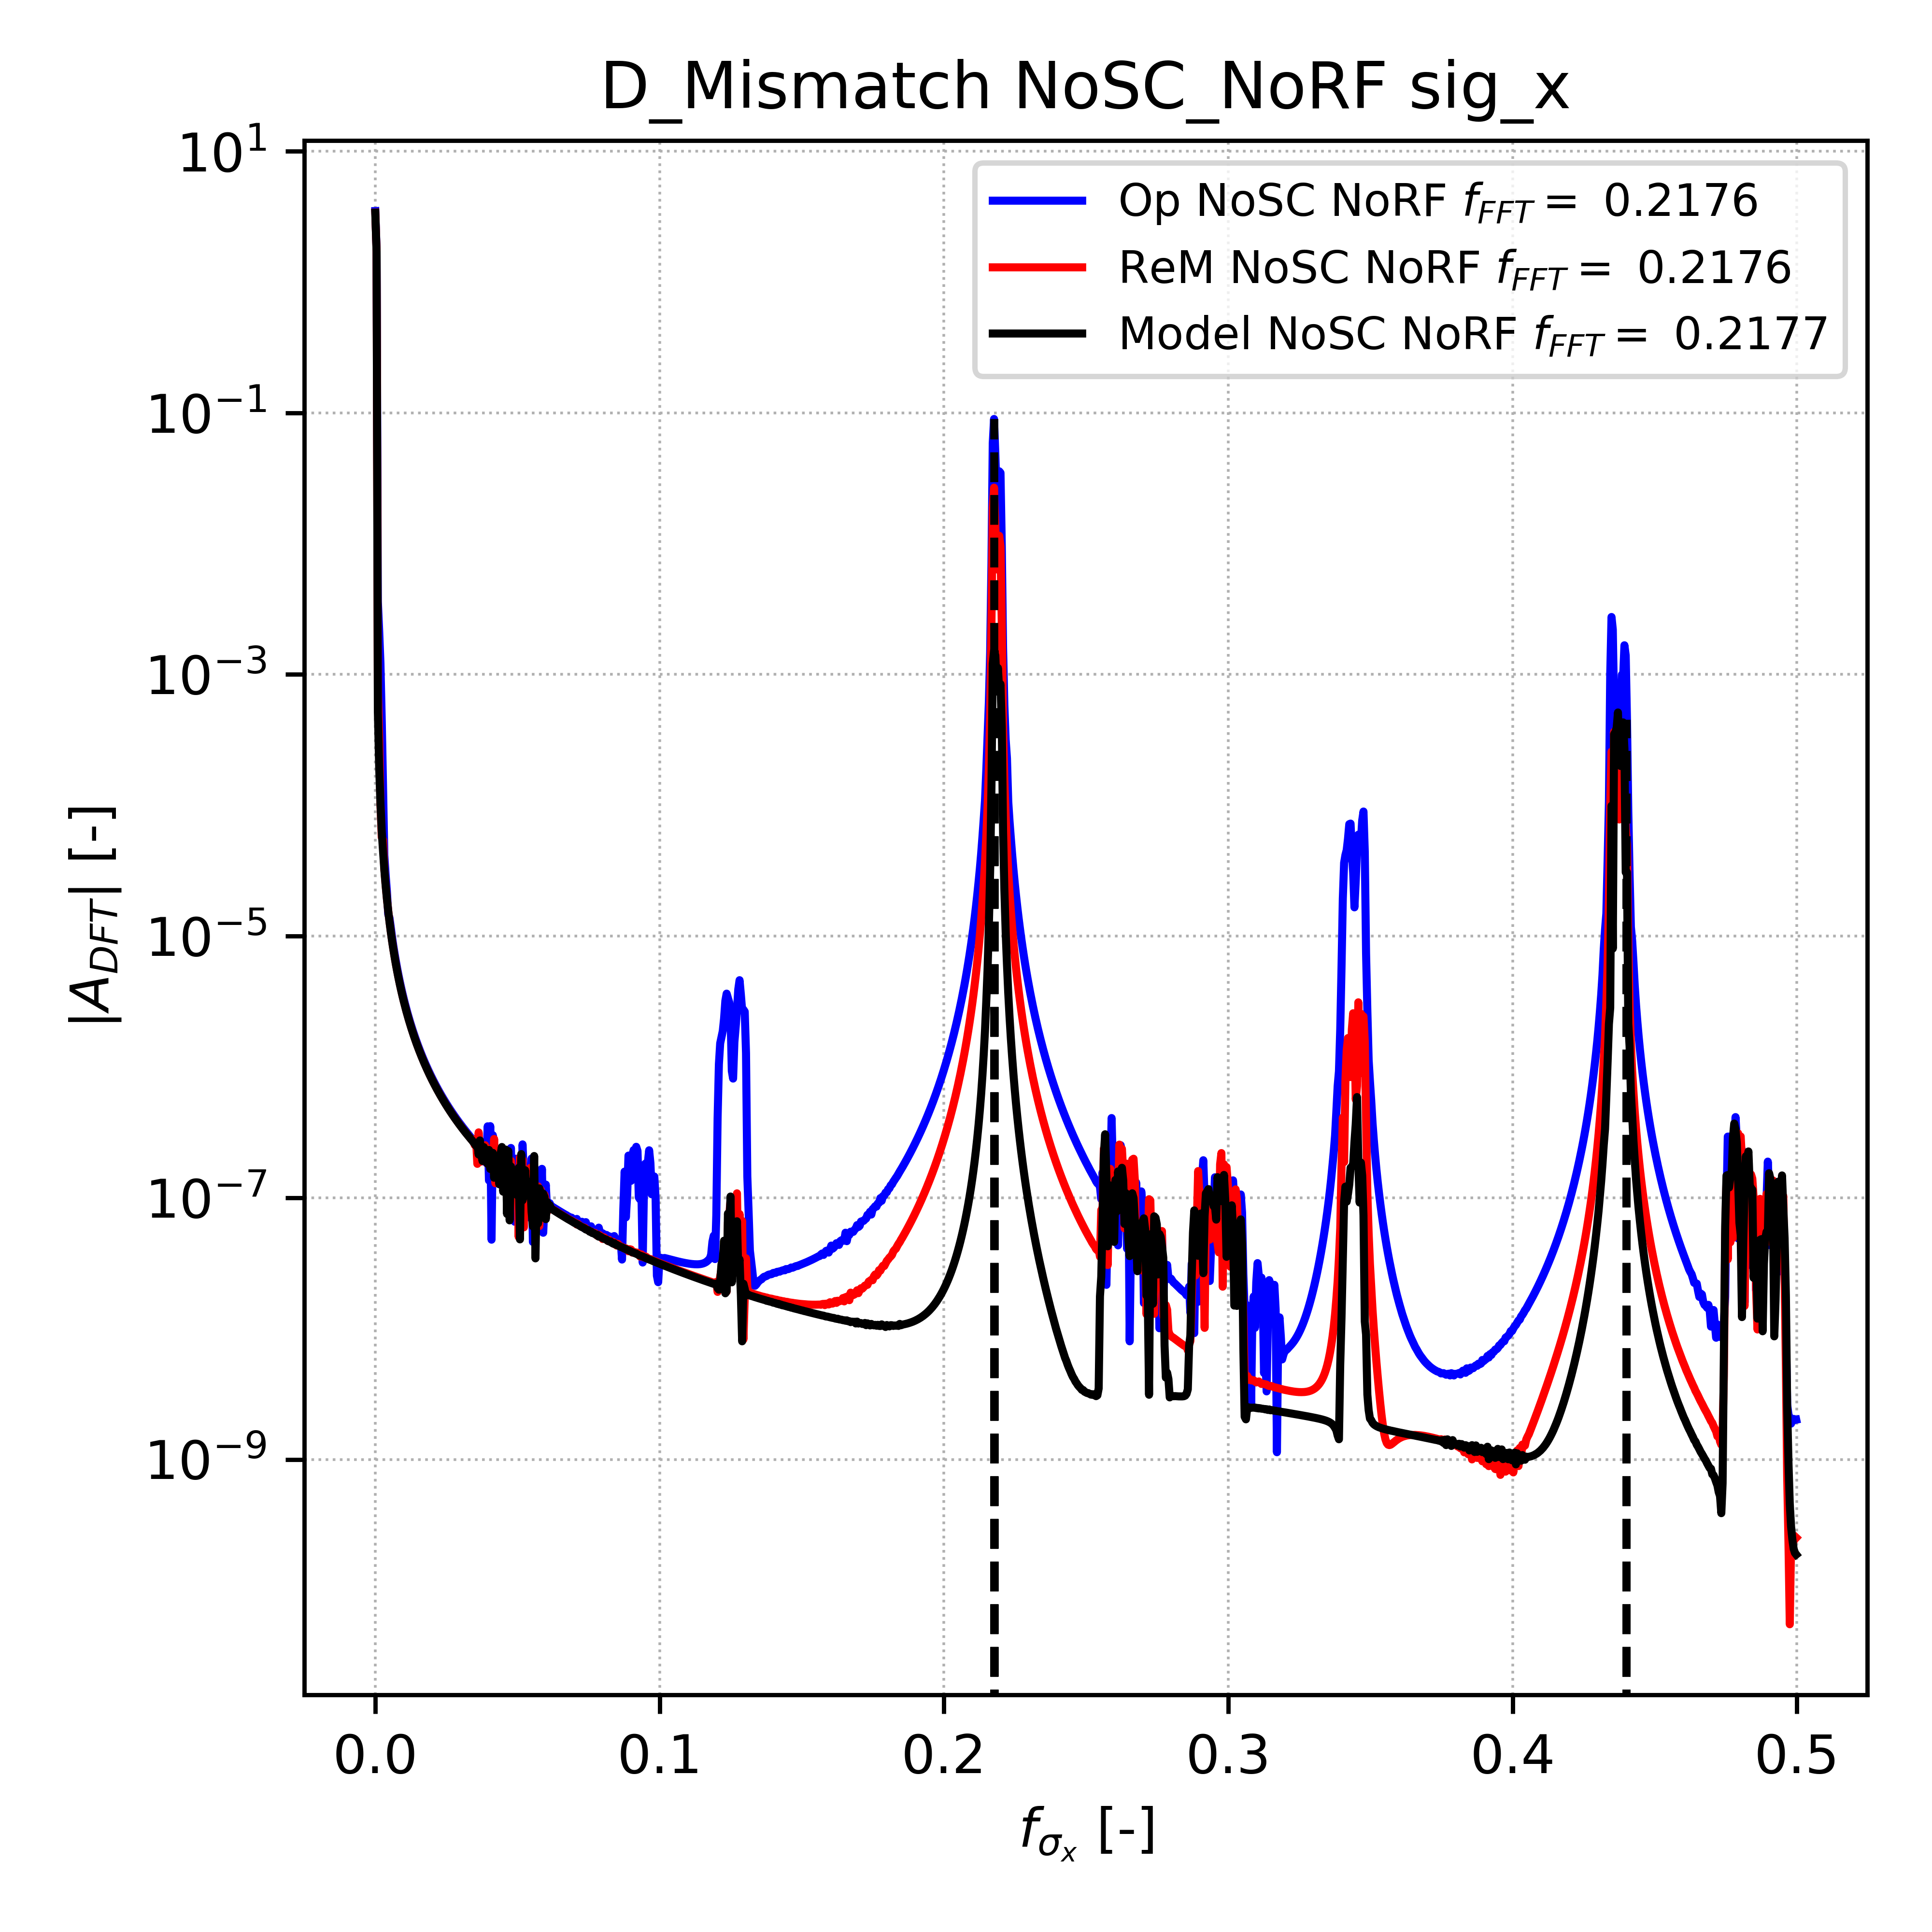 D_Mismatch NoSC_NoRF sig_x
10¹
10⁻¹
10⁻³
10⁻⁵
10⁻⁷
10⁻⁹
|A_DFT| [-]
Op NoSC NoRF f_FFT = 0.2176
ReM NoSC NoRF f_FFT = 0.2176
Model NoSC NoRF f_FFT = 0.2177
0.0 0.1 0.2 0.3 0.4 0.5
f_σₓ [-]